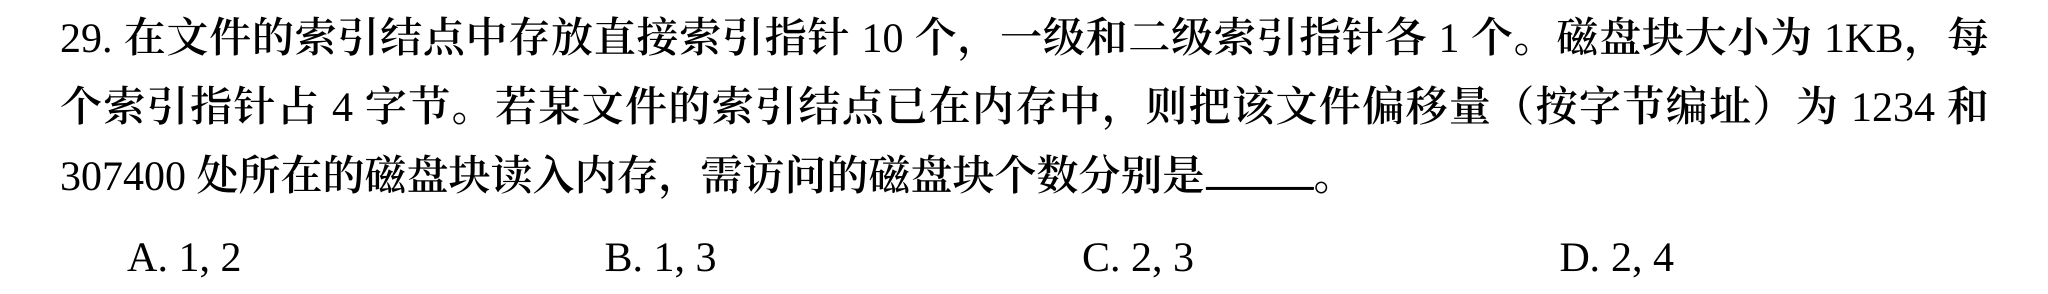 29. 在文件的索引结点中存放直接索引指针 10 个，一级和二级索引指针各 1 个。磁盘块大小为 1KB，每
个索引指针占 4 字节。若某文件的索引结点已在内存中，则把该文件偏移量（按字节编址）为 1234 和
307400 处所在的磁盘块读入内存，需访问的磁盘块个数分别是_____。
A. 1, 2 B. 1, 3 C. 2, 3 D. 2, 4